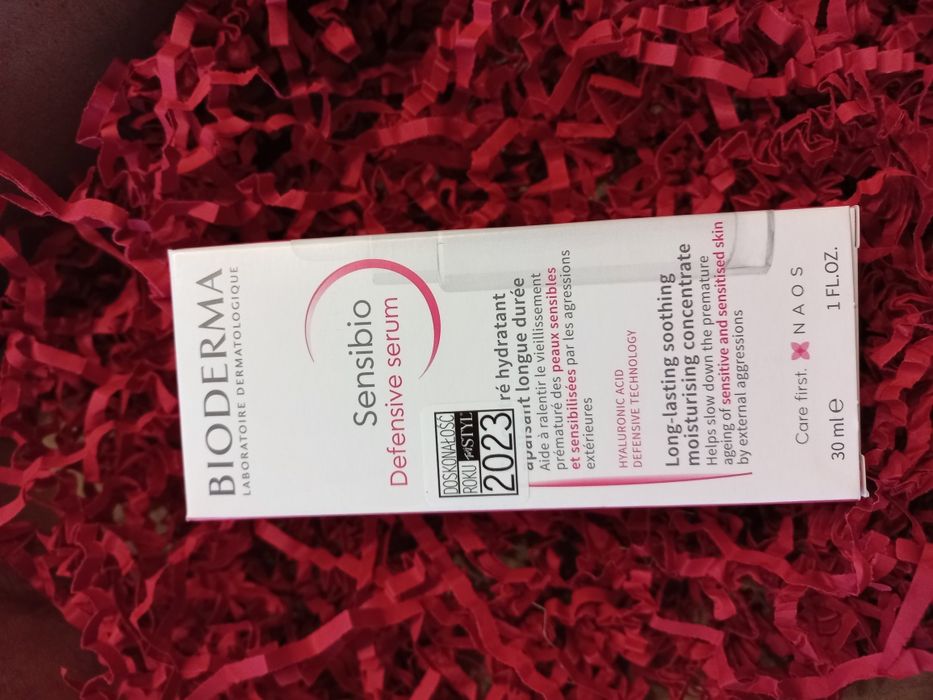 BIODERMA
LABORATOIRE DERMATOLOGIQUE
Sensibio
Defensive serum
DOSKONAŁOŚĆ
ROKU
STYL
2023
ré hydratant
apaisant longue durée
Aide à ralentir le vieillissement
prématuré des peaux sensibles
et sensibilisées par les agressions
extérieures
HYALURONIC ACID
DEFENSIVE TECHNOLOGY
Long-lasting soothing
moisturising concentrate
Helps slow down the premature
ageing of sensitive and sensitised skin
by external aggressions
Care first. NAOS
30 ml e 1 FL.OZ.